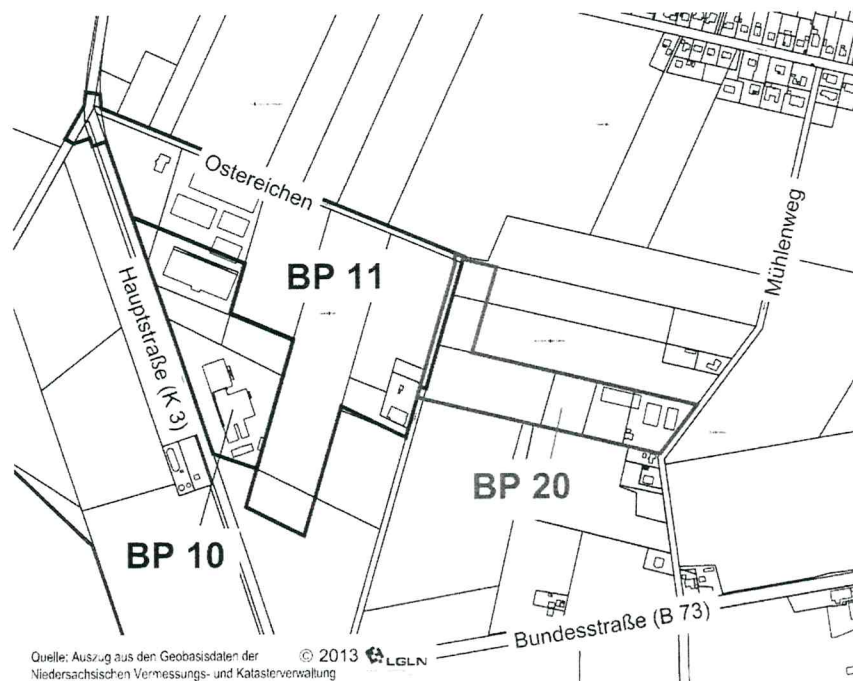 Ostereichen
Mühlenweg
BP 11
Hauptstraße (K 3)
BP 20
BP 10
Bundesstraße (B 73)
Quelle: Auszug aus den Geobasisdaten der
Niedersächsischen Vermessungs- und Katasterverwaltung
© 2013 LGLN